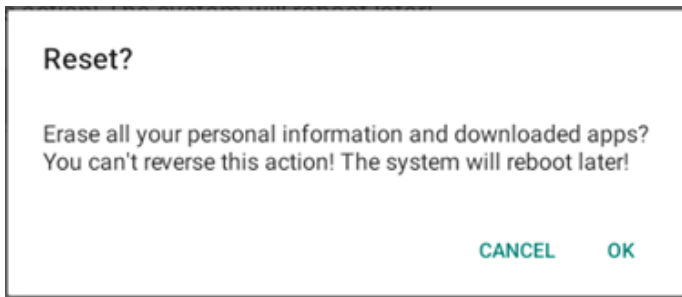 Reset?
Erase all your personal information and downloaded apps?
You can't reverse this action! The system will reboot later!
CANCEL OK